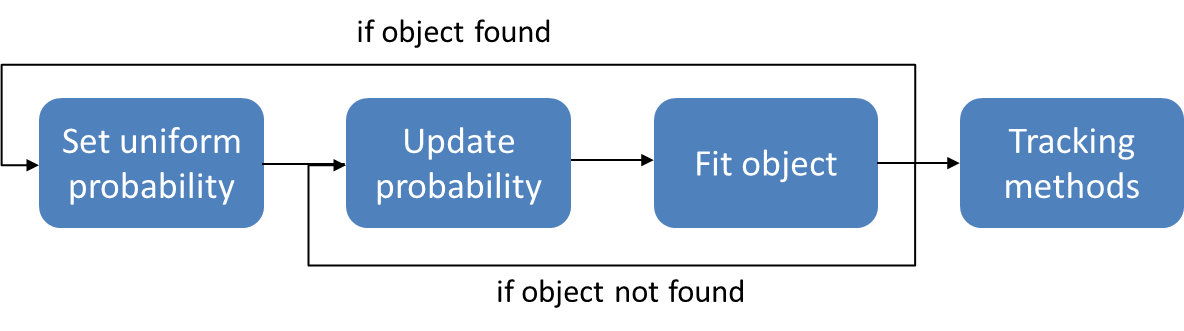 if object found
Set uniform
probability
Update
probability
Fit object
Tracking
methods
if object not found